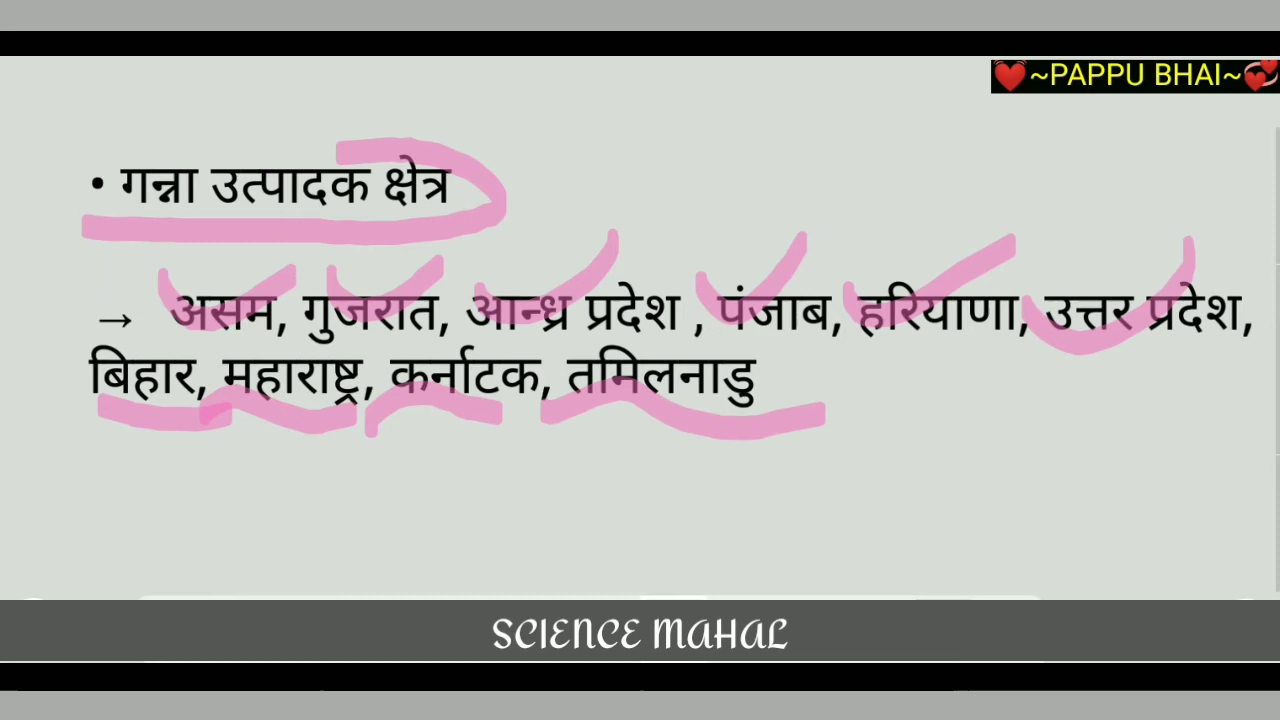 ❤️~PAPPU BHAI~💞
• गन्ना उत्पादक क्षेत्र
→ असम, गुजरात, आन्ध्र प्रदेश , पंजाब, हरियाणा, उत्तर प्रदेश,
बिहार, महाराष्ट्र, कर्नाटक, तमिलनाडु
SCIENCE MAHAL